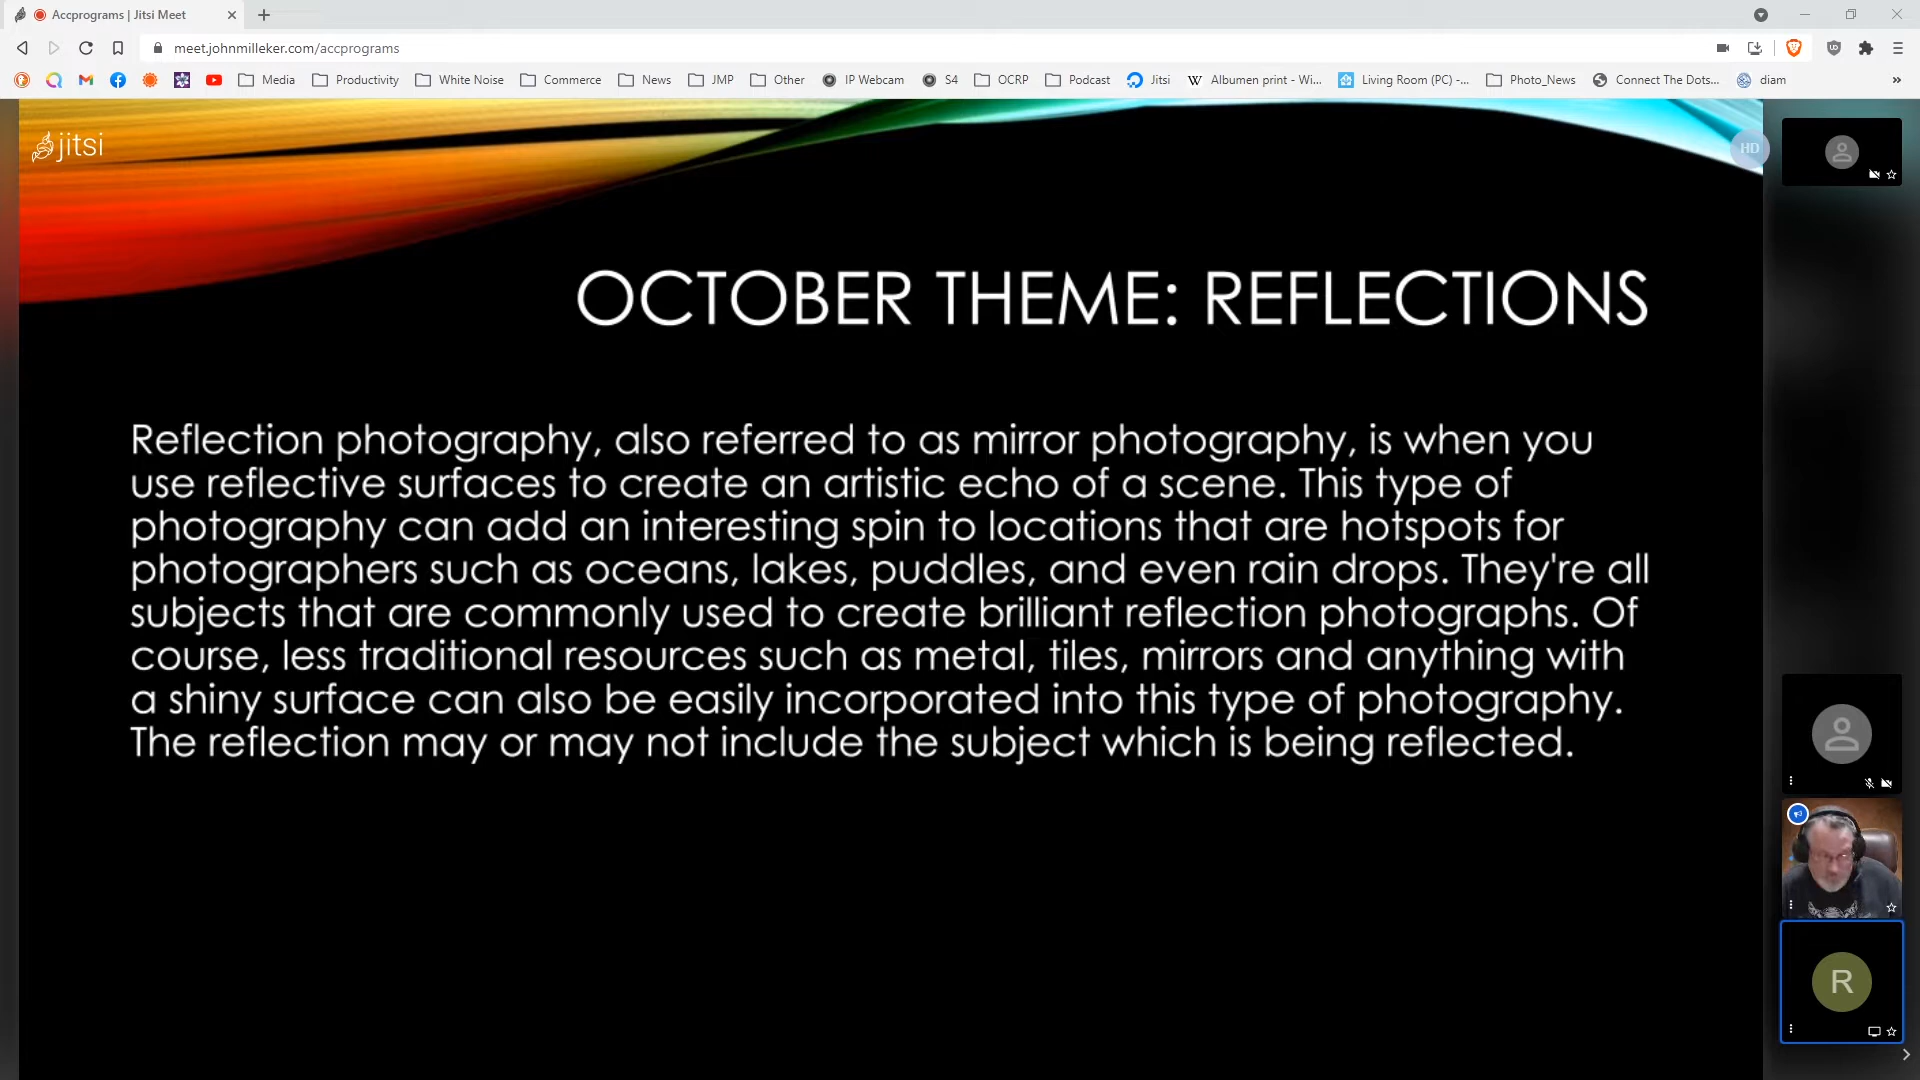 Accprograms | Jitsi Meet
meet.johnmilleker.com/accprograms
Media Productivity White Noise Commerce News JMP Other IP Webcam S4 OCRP Podcast Jitsi W Albumen print - Wi... Living Room (PC) -... Photo_News Connect The Dots... diam »
jitsi
HD
OCTOBER THEME: REFLECTIONS
Reflection photography, also referred to as mirror photography, is when you
use reflective surfaces to create an artistic echo of a scene. This type of
photography can add an interesting spin to locations that are hotspots for
photographers such as oceans, lakes, puddles, and even rain drops. They're all
subjects that are commonly used to create brilliant reflection photographs. Of
course, less traditional resources such as metal, tiles, mirrors and anything with
a shiny surface can also be easily incorporated into this type of photography.
The reflection may or may not include the subject which is being reflected.
R